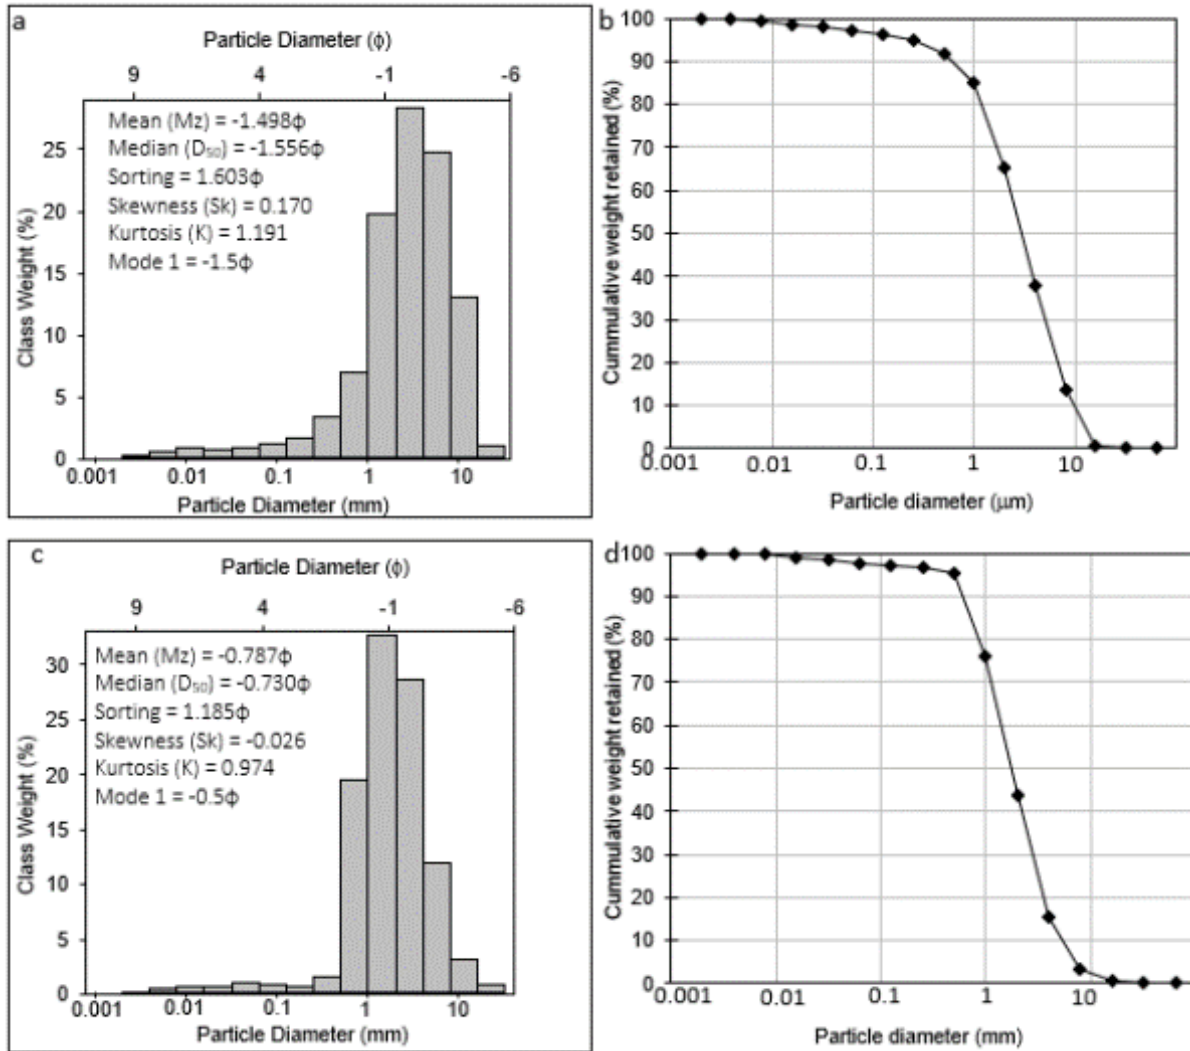 a
Particle Diameter (ϕ)
9 4 -1 -6
Mean (Mz) = -1.498ϕ
Median (D₅₀) = -1.556ϕ
Sorting = 1.603ϕ
Skewness (Sk) = 0.170
Kurtosis (K) = 1.191
Mode 1 = -1.5ϕ
Class Weight (%)
25
20
15
10
5
0
0.001 0.01 0.1 1 10
Particle Diameter (mm)
b
Cummulative weight retained (%)
100
90
80
70
60
50
40
30
20
10
0
0.001 0.01 0.1 1 10
Particle diameter (μm)
c
Particle Diameter (ϕ)
9 4 -1 -6
Mean (Mz) = -0.787ϕ
Median (D₅₀) = -0.730ϕ
Sorting = 1.185ϕ
Skewness (Sk) = -0.026
Kurtosis (K) = 0.974
Mode 1 = -0.5ϕ
Class Weight (%)
30
25
20
15
10
5
0
0.001 0.01 0.1 1 10
Particle Diameter (mm)
d
Cummulative weight retained (%)
100
90
80
70
60
50
40
30
20
10
0
0.001 0.01 0.1 1 10
Particle diameter (mm)